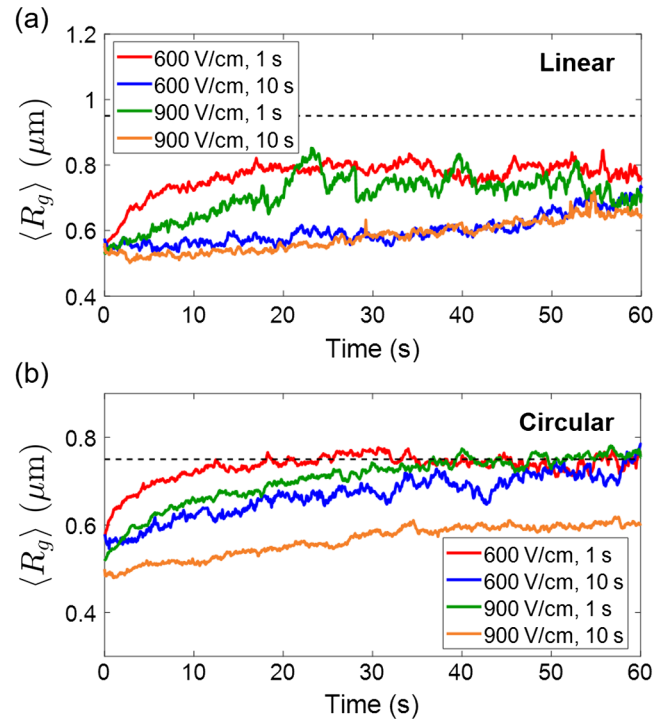 (a)
1.2
1
0.8
0.6
0.4
⟨R_g⟩ (μm)
600 V/cm, 1 s
600 V/cm, 10 s
900 V/cm, 1 s
900 V/cm, 10 s
Linear
0 10 20 30 40 50 60
Time (s)
(b)
0.8
0.6
0.4
⟨R_g⟩ (μm)
Circular
600 V/cm, 1 s
600 V/cm, 10 s
900 V/cm, 1 s
900 V/cm, 10 s
0 10 20 30 40 50 60
Time (s)